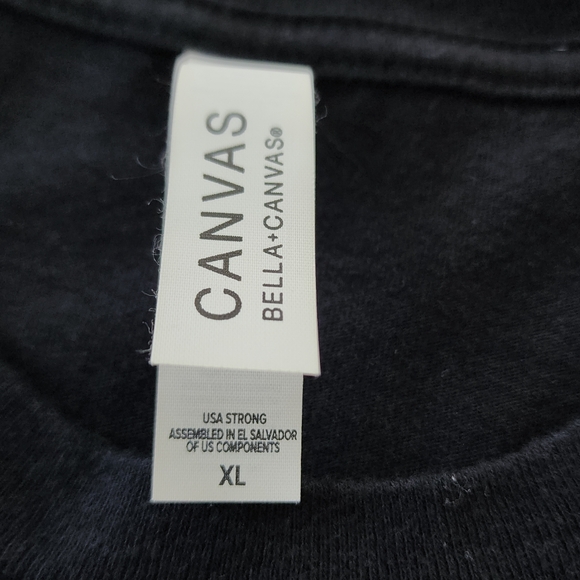 CANVAS
BELLA+CANVAS®
USA STRONG
ASSEMBLED IN EL SALVADOR
OF US COMPONENTS
XL